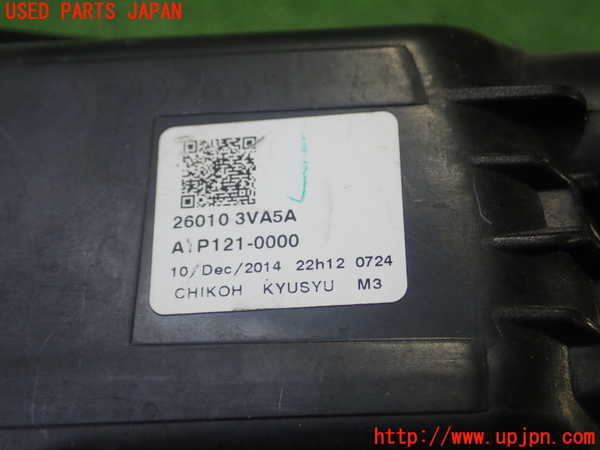 USED PARTS JAPAN
26010 3VA5A
P121-0000
10/Dec/2014 22h12 0724
CHIKOH KYUSYU M3
http://www.upjpn.com/